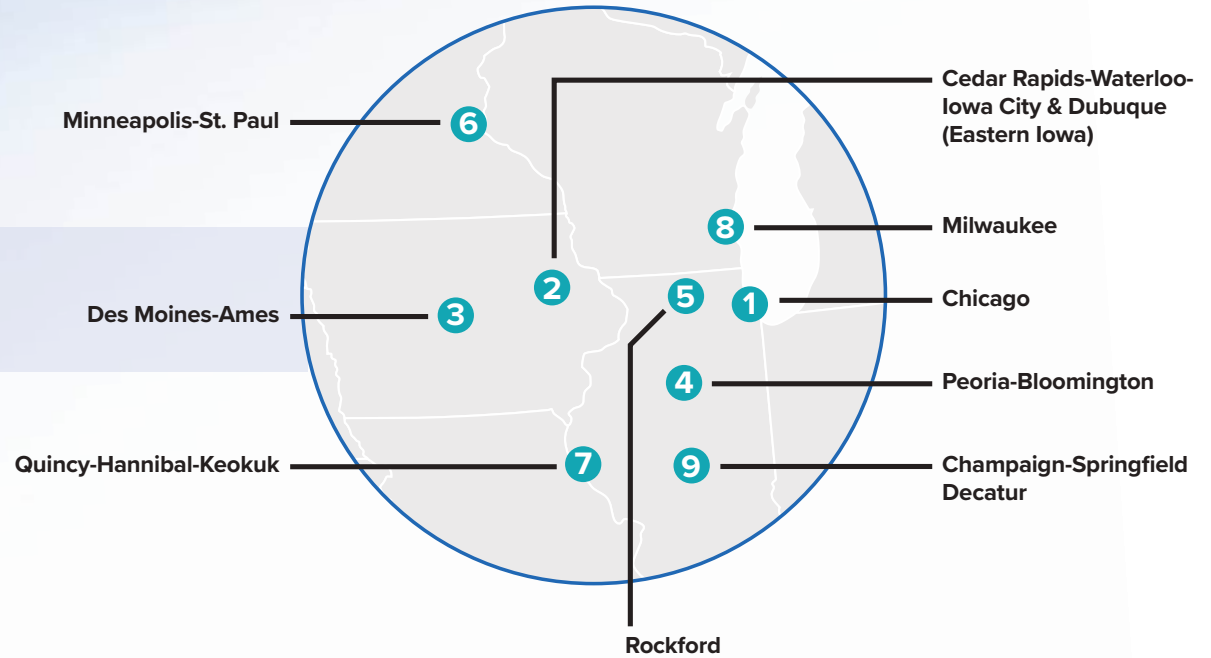 Cedar Rapids-Waterloo-
Iowa City & Dubuque
(Eastern Iowa)
Minneapolis-St. Paul
6
8
Milwaukee
2
5
1
Chicago
Des Moines-Ames
3
4
Peoria-Bloomington
Quincy-Hannibal-Keokuk
7
9
Champaign-Springfield
Decatur
Rockford